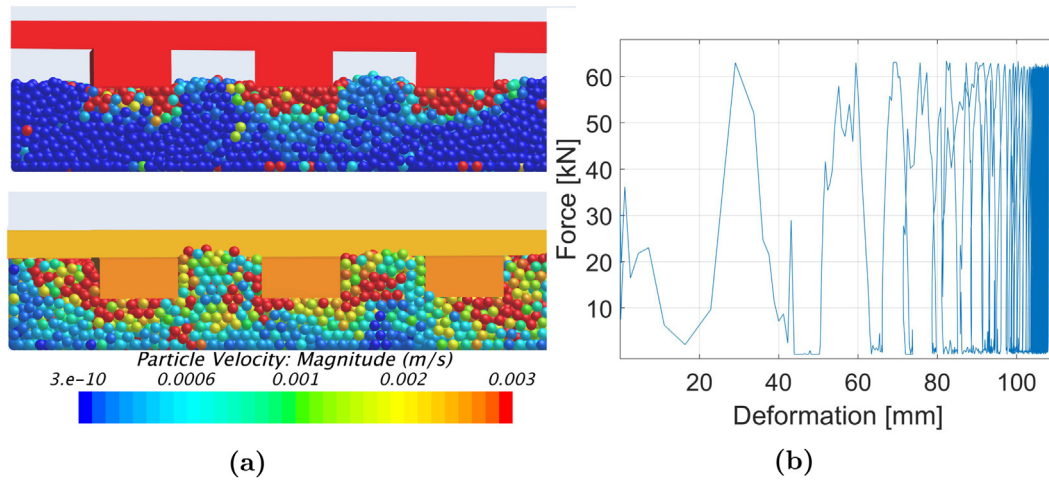 Particle Velocity: Magnitude (m/s)
3.e-10 0.0006 0.001 0.002 0.003
(a)
Force [kN]
60
50
40
30
20
10
20 40 60 80 100
Deformation [mm]
(b)